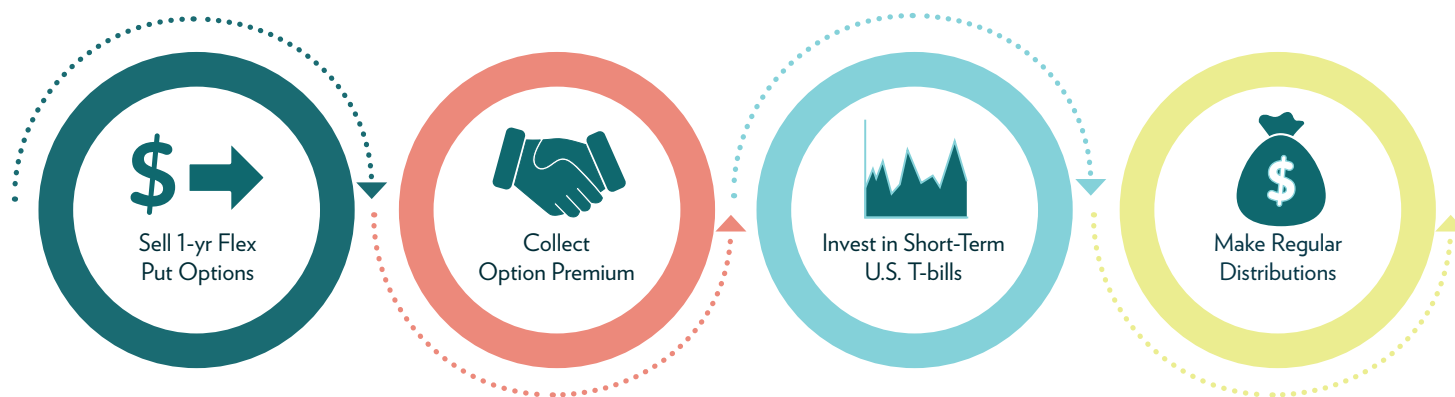 Sell 1-yr Flex
Put Options
Collect
Option Premium
Invest in Short-Term
U.S. T-bills
Make Regular
Distributions